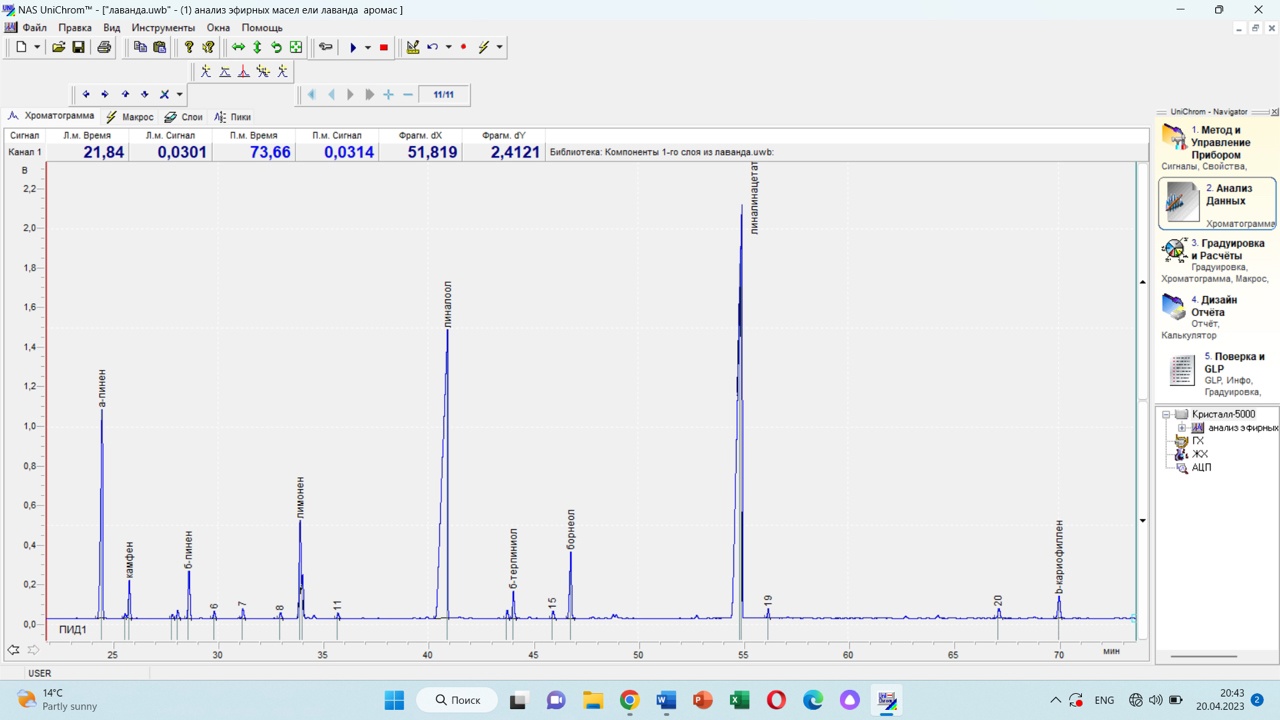 NAS UniChrom™ - ["лаванда.uwb" - (1) анализ эфирных масел ели лаванда аромас ]
Файл Правка Вид Инструменты Окна Помощь
11/11
Хроматограмма Макрос Слои Пики
UniChrom - Navigator
Сигнал Л.м. Время Л.м. Сигнал П.м. Время П.м. Сигнал Фрагм. dX Фрагм. dY
Канал 1 21,84 0,0301 73,66 0,0314 51,819 2,4121 Библиотека: Компоненты 1-го слоя из лаванда.uwb:
В
2,2
2,0
1,8
1,6
1,4
1,2
1,0
0,8
0,6
0,4
0,2
0,0
а-пинен
камфен
б-пинен
6
7
8
лимонен
11
линалоол
б-терпиниол
15
борнеол
линалинацетат
19
20
b-кариофиллен
ПИД1
25 30 35 40 45 50 55 60 65 70 мин
1. Метод и
Управление
Прибором
Сигналы, Свойства,
2. Анализ
Данных
Хроматограмма
3. Градуировка
и Расчёты
Градуировка,
Хроматограмма, Макрос,
4. Дизайн
Отчёта
Отчёт,
Калькулятор
5. Поверка и
GLP
GLP, Инфо,
Градуировка,
Кристалл-5000
анализ эфирных
ГХ
ЖХ
АЦП
USER
14°C
Partly sunny
Поиск
ENG
20:43
20.04.2023
2